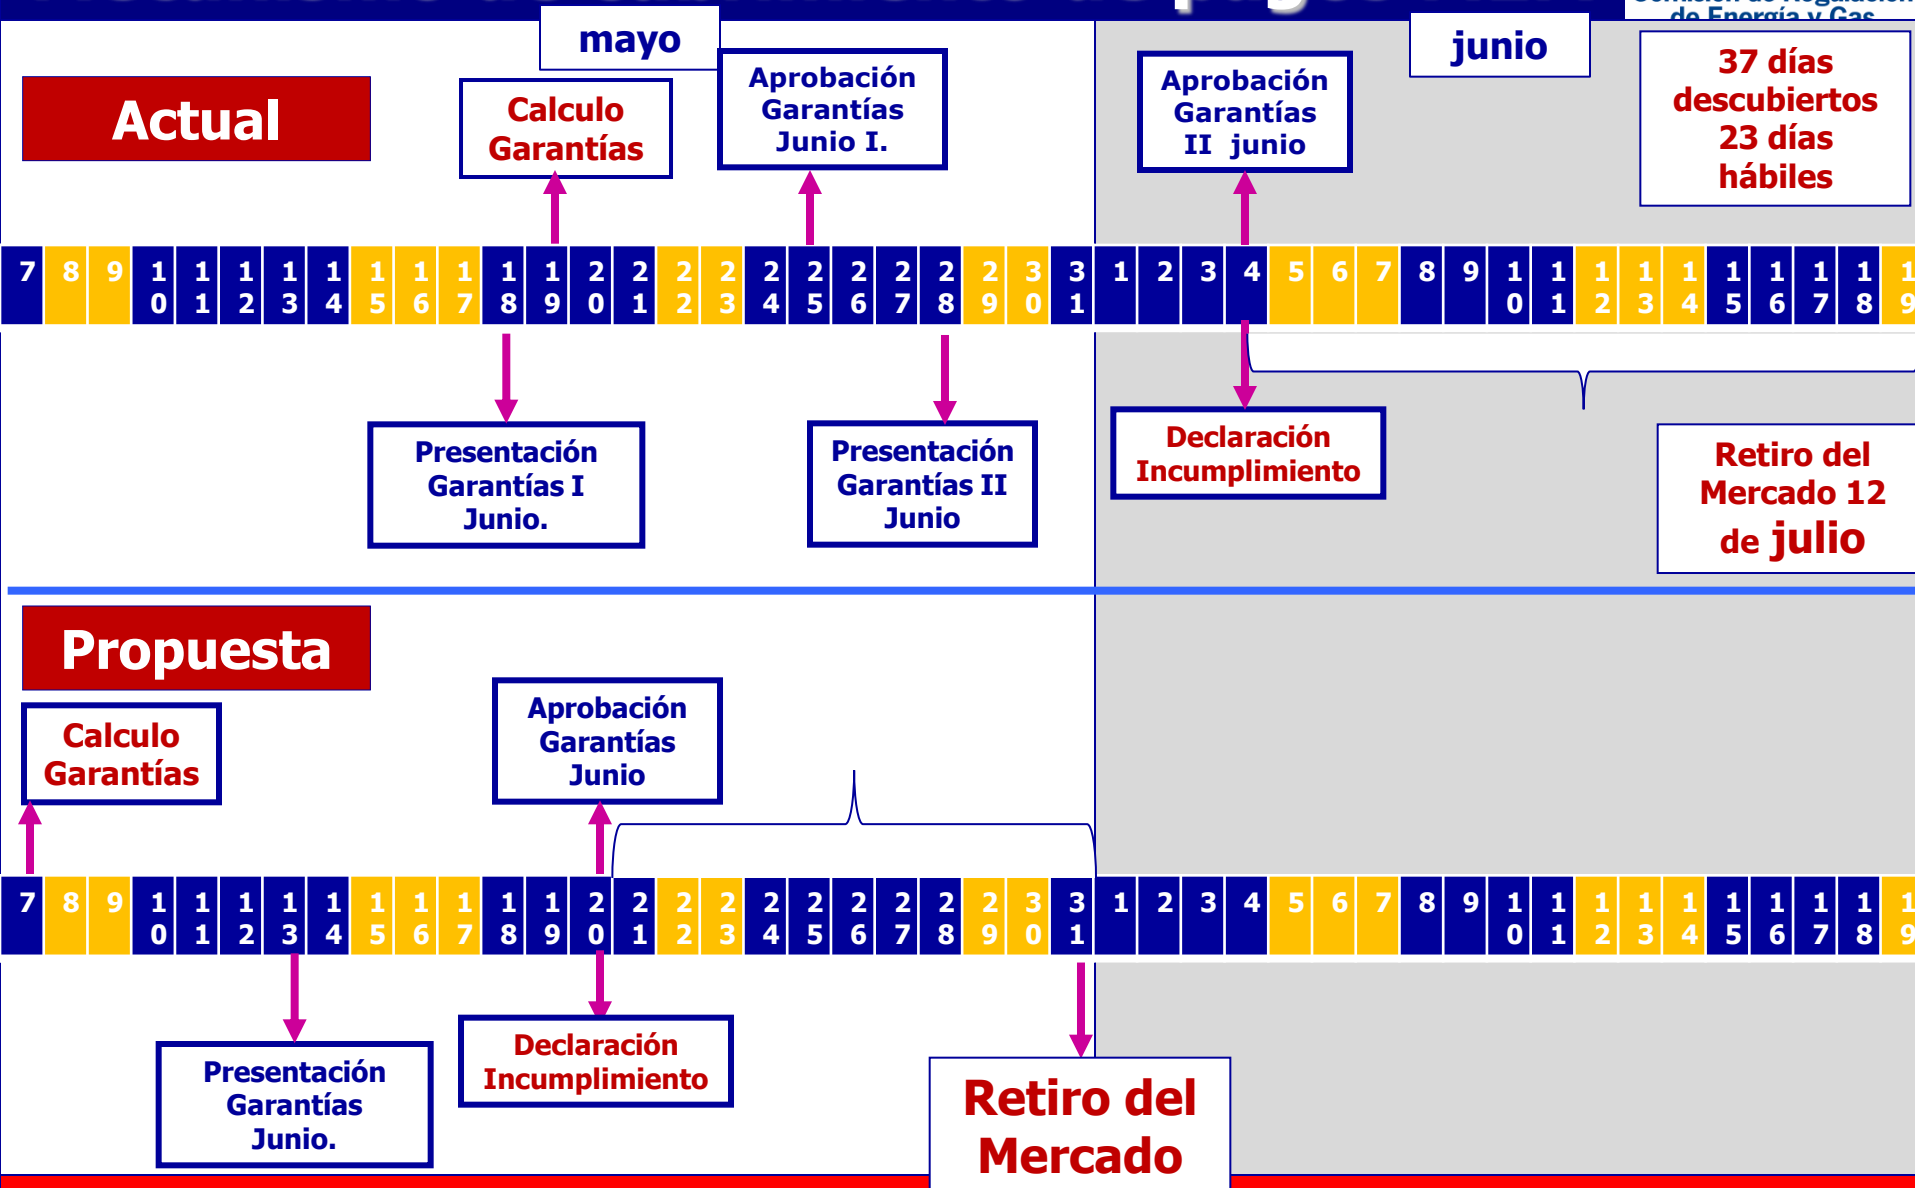 de pagos
de Energía y Gas
mayo
junio
Actual
Calculo
Garantías
Aprobación
Garantías
Junio I.
Aprobación
Garantías
II junio
37 días
descubiertos
23 días
hábiles
7 8 9 10 11 12 13 14 15 16 17 18 19 20 21 22 23 24 25 26 27 28 29 30 31 1 2 3 4 5 6 7 8 9 10 11 12 13 14 15 16 17 18 19
Presentación
Garantías I
Junio.
Presentación
Garantías II
Junio
Declaración
Incumplimiento
Retiro del
Mercado 12
de julio
Propuesta
Calculo
Garantías
Aprobación
Garantías
Junio
7 8 9 10 11 12 13 14 15 16 17 18 19 20 21 22 23 24 25 26 27 28 29 30 31 1 2 3 4 5 6 7 8 9 10 11 12 13 14 15 16 17 18 19
Presentación
Garantías
Junio.
Declaración
Incumplimiento
Retiro del
Mercado